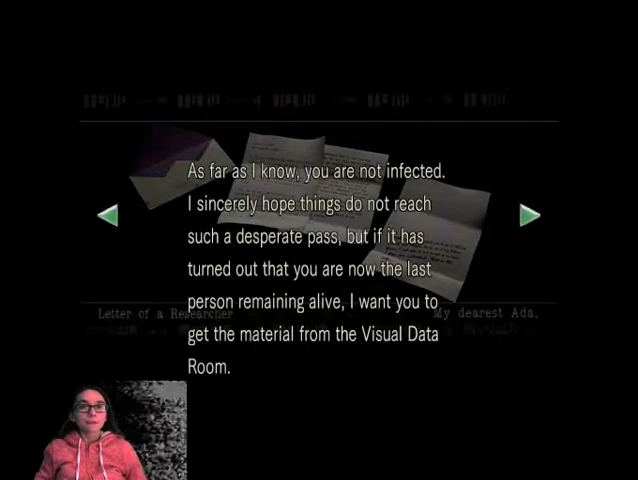 As far as I know, you are not infected.
I sincerely hope things do not reach
such a desperate pass, but if it has
turned out that you are now the last
person remaining alive, I want you to
get the material from the Visual Data
Room.
Letter of a Researcher
My dearest Ada.